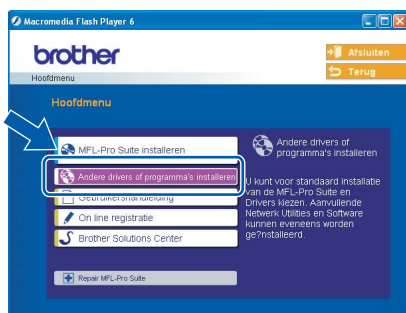 Macromedia Flash Player 6
brother
Afsluiten
Terug
Hoofdmenu
Hoofdmenu
MFL-Pro Suite installeren
Andere drivers of programma's installeren
Gebruikershandleiding
On line registratie
Brother Solutions Center
Repair MFL-Pro Suite
Andere drivers of
programma's installeren
U kunt voor standaard installatie
van de MFL-Pro Suite en
Drivers kiezen. Aanvullende
Netwerk Utilities en Software
kunnen eveneens worden
ge?nstalleerd.